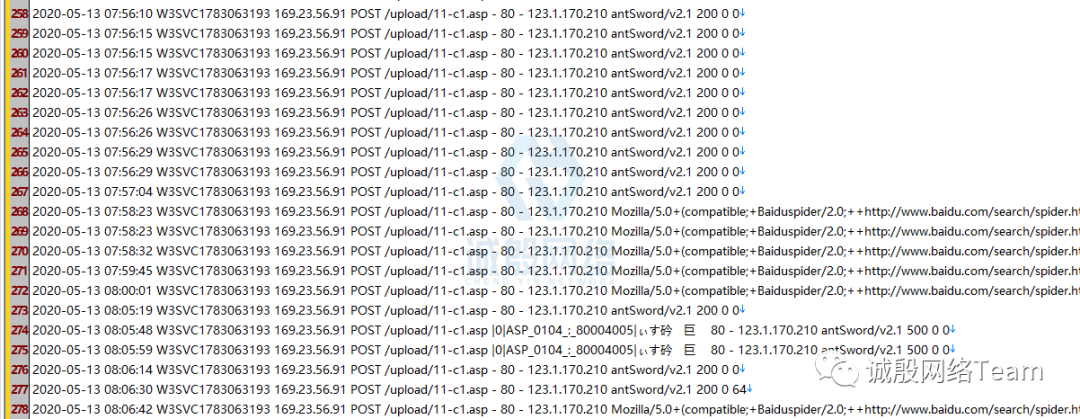 258 2020-05-13 07:56:10 W3SVC1783063193 169.23.56.91 POST /upload/11-c1.asp - 80 - 123.1.170.210 antSword/v2.1 200 0 0↓
259 2020-05-13 07:56:15 W3SVC1783063193 169.23.56.91 POST /upload/11-c1.asp - 80 - 123.1.170.210 antSword/v2.1 200 0 0↓
260 2020-05-13 07:56:15 W3SVC1783063193 169.23.56.91 POST /upload/11-c1.asp - 80 - 123.1.170.210 antSword/v2.1 200 0 0↓
261 2020-05-13 07:56:17 W3SVC1783063193 169.23.56.91 POST /upload/11-c1.asp - 80 - 123.1.170.210 antSword/v2.1 200 0 0↓
262 2020-05-13 07:56:17 W3SVC1783063193 169.23.56.91 POST /upload/11-c1.asp - 80 - 123.1.170.210 antSword/v2.1 200 0 0↓
263 2020-05-13 07:56:26 W3SVC1783063193 169.23.56.91 POST /upload/11-c1.asp - 80 - 123.1.170.210 antSword/v2.1 200 0 0↓
264 2020-05-13 07:56:26 W3SVC1783063193 169.23.56.91 POST /upload/11-c1.asp - 80 - 123.1.170.210 antSword/v2.1 200 0 0↓
265 2020-05-13 07:56:29 W3SVC1783063193 169.23.56.91 POST /upload/11-c1.asp - 80 - 123.1.170.210 antSword/v2.1 200 0 0↓
266 2020-05-13 07:56:29 W3SVC1783063193 169.23.56.91 POST /upload/11-c1.asp - 80 - 123.1.170.210 antSword/v2.1 200 0 0↓
267 2020-05-13 07:57:04 W3SVC1783063193 169.23.56.91 POST /upload/11-c1.asp - 80 - 123.1.170.210 antSword/v2.1 200 0 0↓
268 2020-05-13 07:58:23 W3SVC1783063193 169.23.56.91 POST /upload/11-c1.asp - 80 - 123.1.170.210 Mozilla/5.0+(compatible;+Baiduspider/2.0;++http://www.baidu.com/search/spider.ht
269 2020-05-13 07:58:23 W3SVC1783063193 169.23.56.91 POST /upload/11-c1.asp - 80 - 123.1.170.210 Mozilla/5.0+(compatible;+Baiduspider/2.0;++http://www.baidu.com/search/spider.ht
270 2020-05-13 07:58:32 W3SVC1783063193 169.23.56.91 POST /upload/11-c1.asp - 80 - 123.1.170.210 Mozilla/5.0+(compatible;+Baiduspider/2.0;++http://www.baidu.com/search/spider.ht
271 2020-05-13 07:59:45 W3SVC1783063193 169.23.56.91 POST /upload/11-c1.asp - 80 - 123.1.170.210 Mozilla/5.0+(compatible;+Baiduspider/2.0;++http://www.baidu.com/search/spider.ht
272 2020-05-13 08:00:01 W3SVC1783063193 169.23.56.91 POST /upload/11-c1.asp - 80 - 123.1.170.210 Mozilla/5.0+(compatible;+Baiduspider/2.0;++http://www.baidu.com/search/spider.ht
273 2020-05-13 08:05:19 W3SVC1783063193 169.23.56.91 POST /upload/11-c1.asp - 80 - 123.1.170.210 antSword/v2.1 200 0 0↓
274 2020-05-13 08:05:48 W3SVC1783063193 169.23.56.91 POST /upload/11-c1.asp |0|ASP_0104_:_80004005|ぃす砱 巨 80 - 123.1.170.210 antSword/v2.1 500 0 0↓
275 2020-05-13 08:05:59 W3SVC1783063193 169.23.56.91 POST /upload/11-c1.asp |0|ASP_0104_:_80004005|ぃす砱 巨 80 - 123.1.170.210 antSword/v2.1 500 0 0↓
276 2020-05-13 08:06:14 W3SVC1783063193 169.23.56.91 POST /upload/11-c1.asp - 80 - 123.1.170.210 antSword/v2.1 200 0 0↓
277 2020-05-13 08:06:30 W3SVC1783063193 169.23.56.91 POST /upload/11-c1.asp - 80 - 123.1.170.210 antSword/v2.1 200 0 64↓
278 2020-05-13 08:06:42 W3SVC1783063193 169.23.56.91 POST /upload/11-c1.asp - 80 - 123.1.170.210 Mozilla/5.0+(compatible;+Baiduspider/2.0;++http://www.baidu.com/search/spider.ht
诚殷网络
CHENG YIN NETWORK
诚殷网络Team